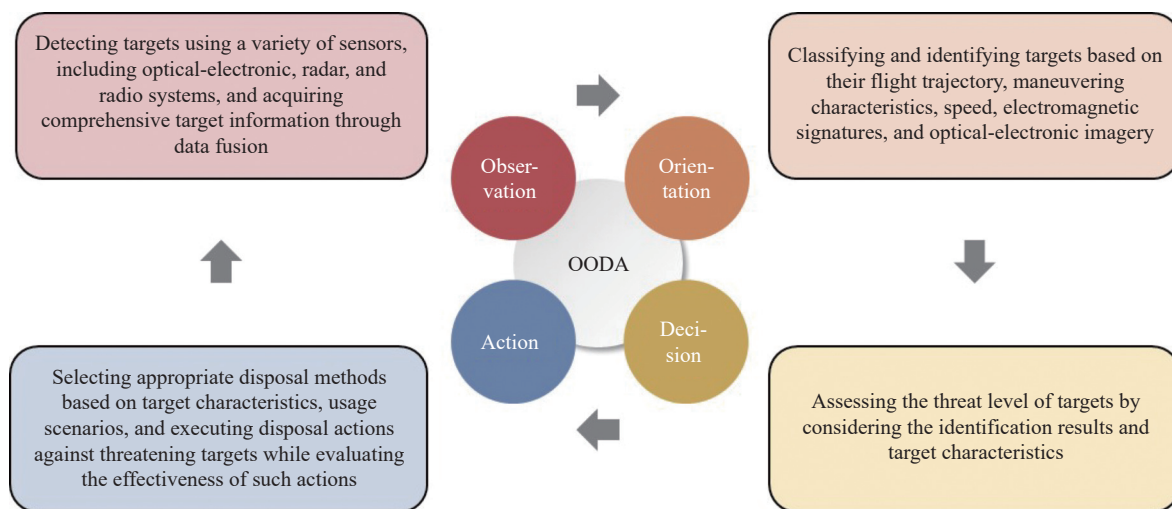 Detecting targets using a variety of sensors,
including optical-electronic, radar, and
radio systems, and acquiring
comprehensive target information through
data fusion
Classifying and identifying targets based on
their flight trajectory, maneuvering
characteristics, speed, electromagnetic
signatures, and optical-electronic imagery
Obser-
vation
Orien-
tation
OODA
Action
Deci-
sion
Selecting appropriate disposal methods
based on target characteristics, usage
scenarios, and executing disposal actions
against threatening targets while evaluating
the effectiveness of such actions
Assessing the threat level of targets by
considering the identification results and
target characteristics